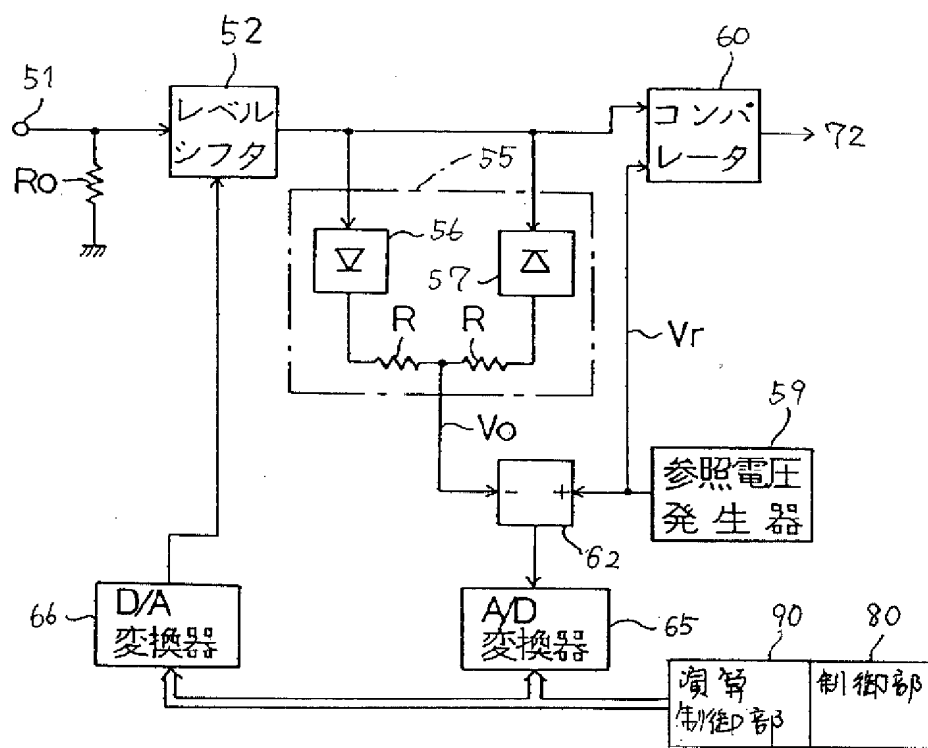 52
60
51
レベル
シフタ
コンパ
レータ
72
Ro
55
56
57
R
R
Vr
Vo
59
参照電圧
発生器
-
+
62
D/A
変換器
66
A/D
変換器
65
90
80
演算
制御部
制御部